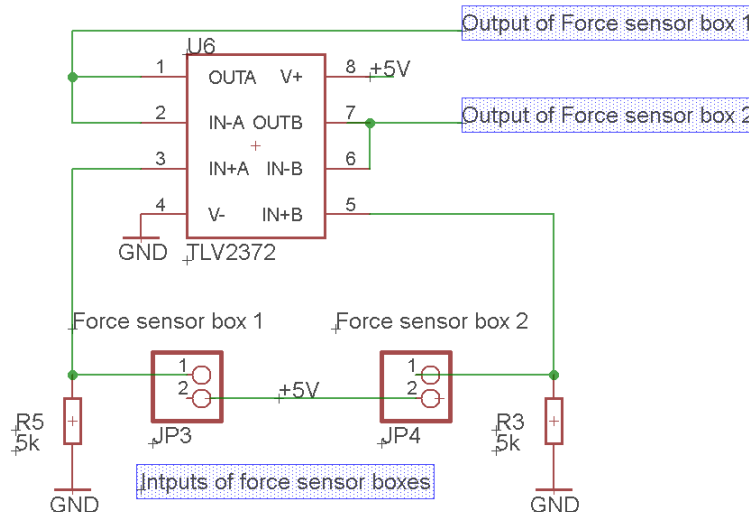 Output of Force sensor box 1
U6
1 OUTA V+ 8 +5V
2 IN-A OUTB 7 Output of Force sensor box 2
3 IN+A IN-B 6
4 V- IN+B 5
GND TLV2372
Force sensor box 1 Force sensor box 2
1 1
2 +5V 2
R5 R3
5k JP3 JP4 5k
Intputs of force sensor boxes
GND GND